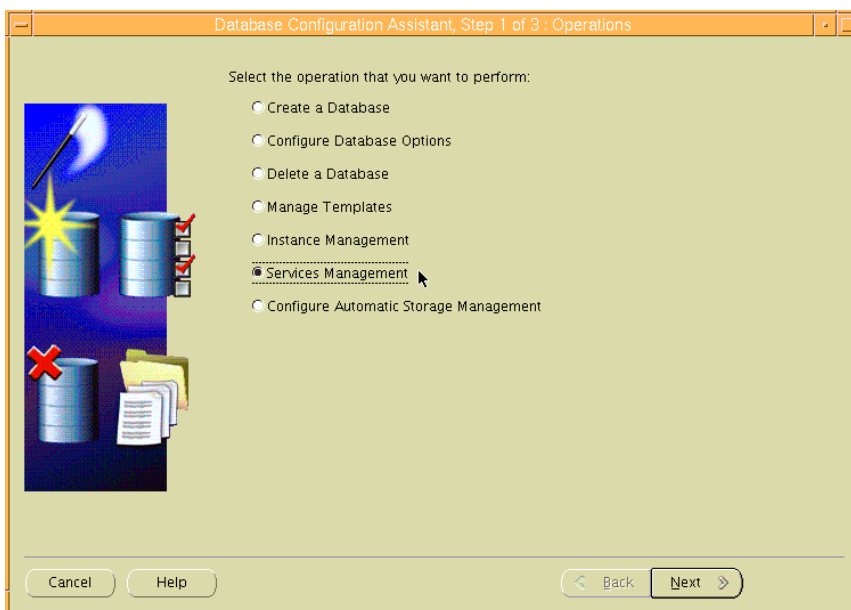 Database Configuration Assistant, Step 1 of 3 : Operations
Select the operation that you want to perform:
Create a Database
Configure Database Options
Delete a Database
Manage Templates
Instance Management
Services Management
Configure Automatic Storage Management
Cancel
Help
Back
Next